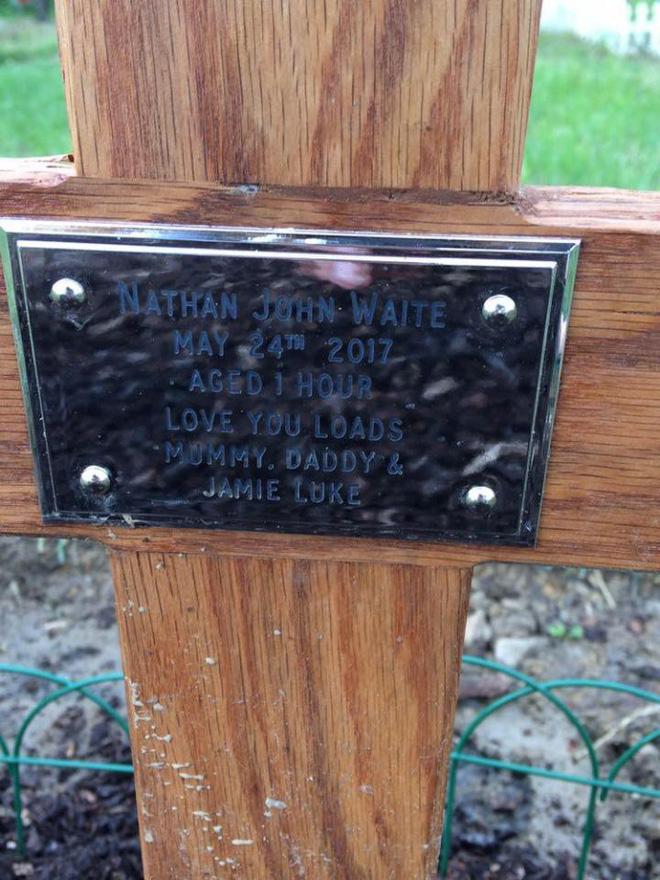 NATHAN JOHN WAITE
MAY 24TH 2017
AGED 1 HOUR
LOVE YOU LOADS
MUMMY, DADDY &
JAMIE LUKE